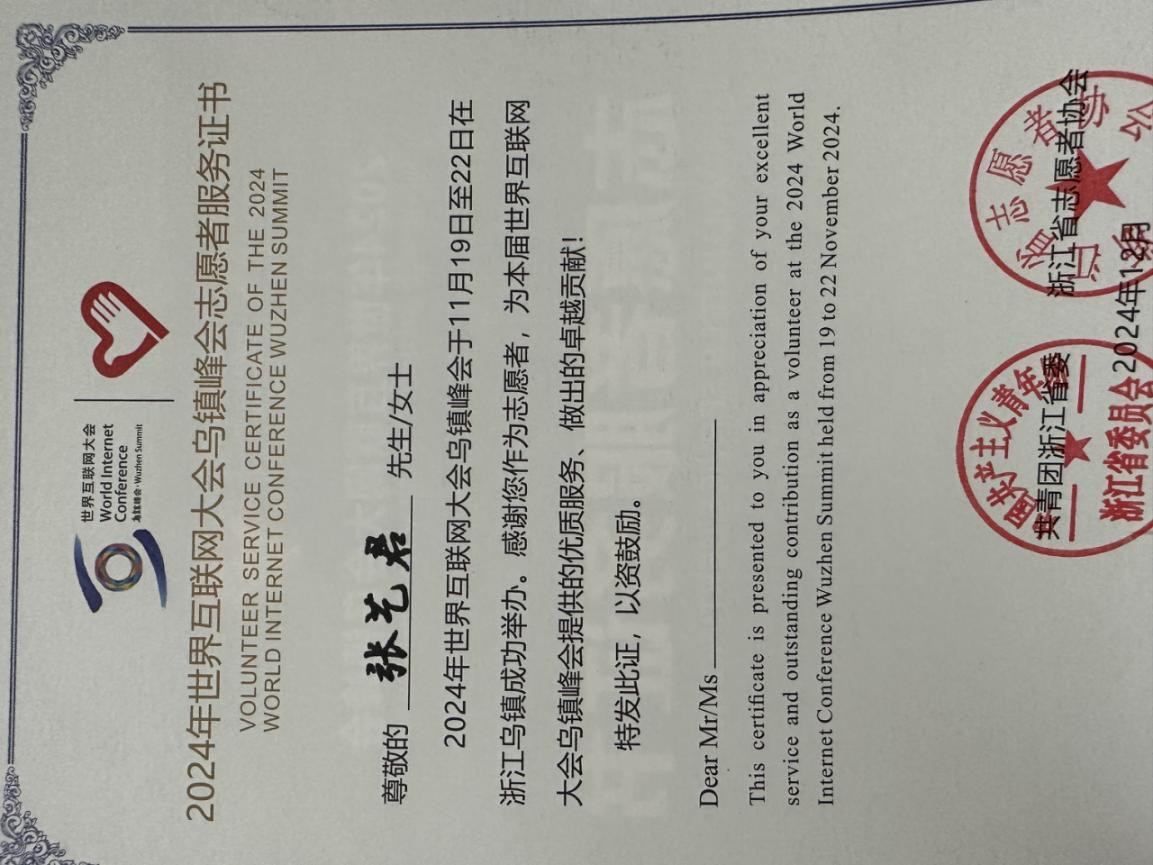 世界互联网大会
World Internet
Conference
乌镇峰会·Wuzhen Summit
2024年世界互联网大会乌镇峰会志愿者服务证书
VOLUNTEER SERVICE CERTIFICATE OF THE 2024
WORLD INTERNET CONFERENCE WUZHEN SUMMIT
尊敬的 张艺君 先生/女士
2024年世界互联网大会乌镇峰会于11月19日至22日在
浙江乌镇成功举办。感谢您作为志愿者，为本届世界互联网
大会乌镇峰会提供的优质服务、做出的卓越贡献！
特发此证，以资鼓励。
Dear Mr/Ms
This certificate is presented to you in appreciation of your excellent
service and outstanding contribution as a volunteer at the 2024 World
Internet Conference Wuzhen Summit held from 19 to 22 November 2024.
共青团浙江省委 浙江省志愿者协会
2024年12月
浙江省委员会